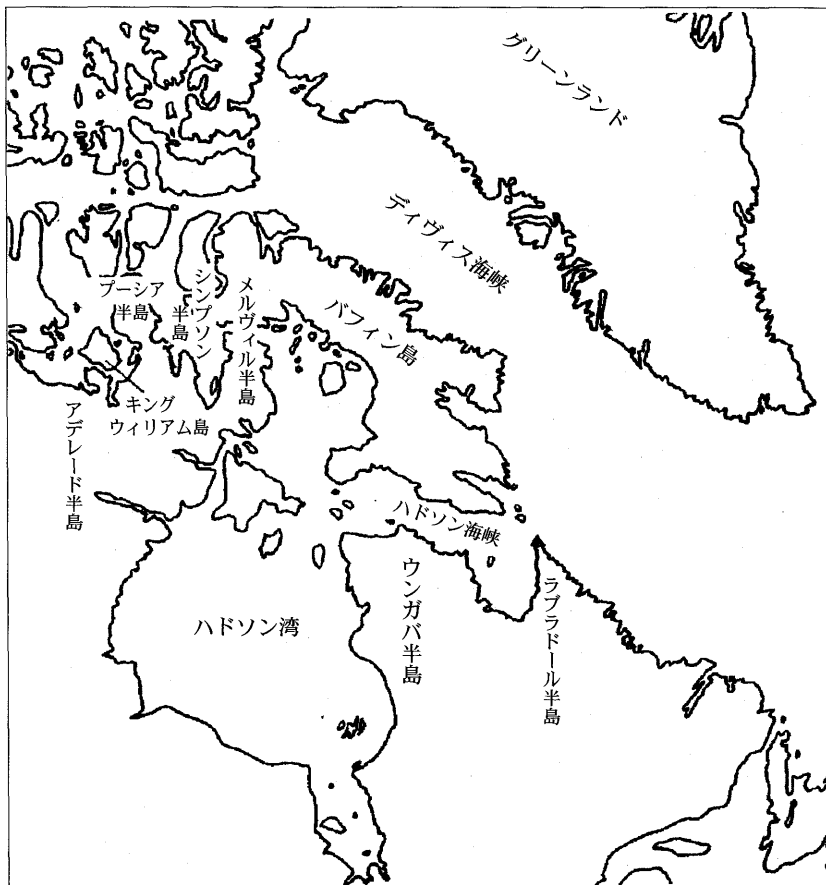 グリーンランド
ディヴィス海峡
プーシア
半島
シンプソン
半島
メルヴィル半島
バフィン島
キング
ウィリアム島
アデレード半島
ハドソン海峡
ウンガバ半島
ラブラドール半島
ハドソン湾